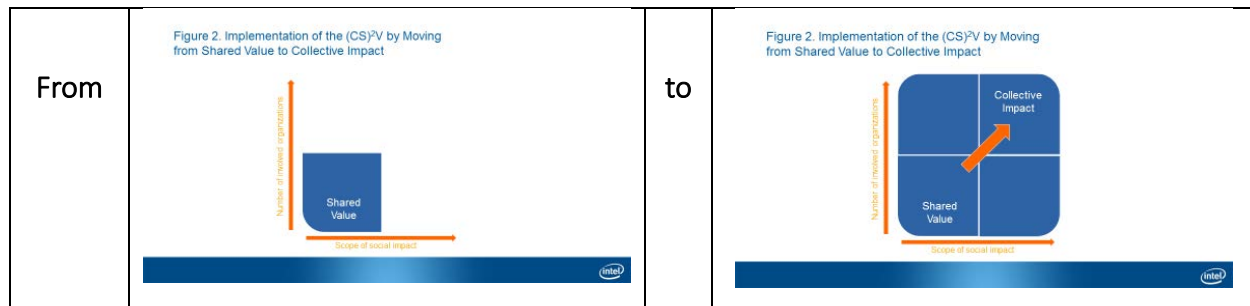 From
Figure 2. Implementation of the (CS)²V by Moving
from Shared Value to Collective Impact
Number of involved organizations
Shared
Value
Scope of social impact
intel
to
Figure 2. Implementation of the (CS)²V by Moving
from Shared Value to Collective Impact
Number of involved organizations
Collective
Impact
Shared
Value
Scope of social impact
intel